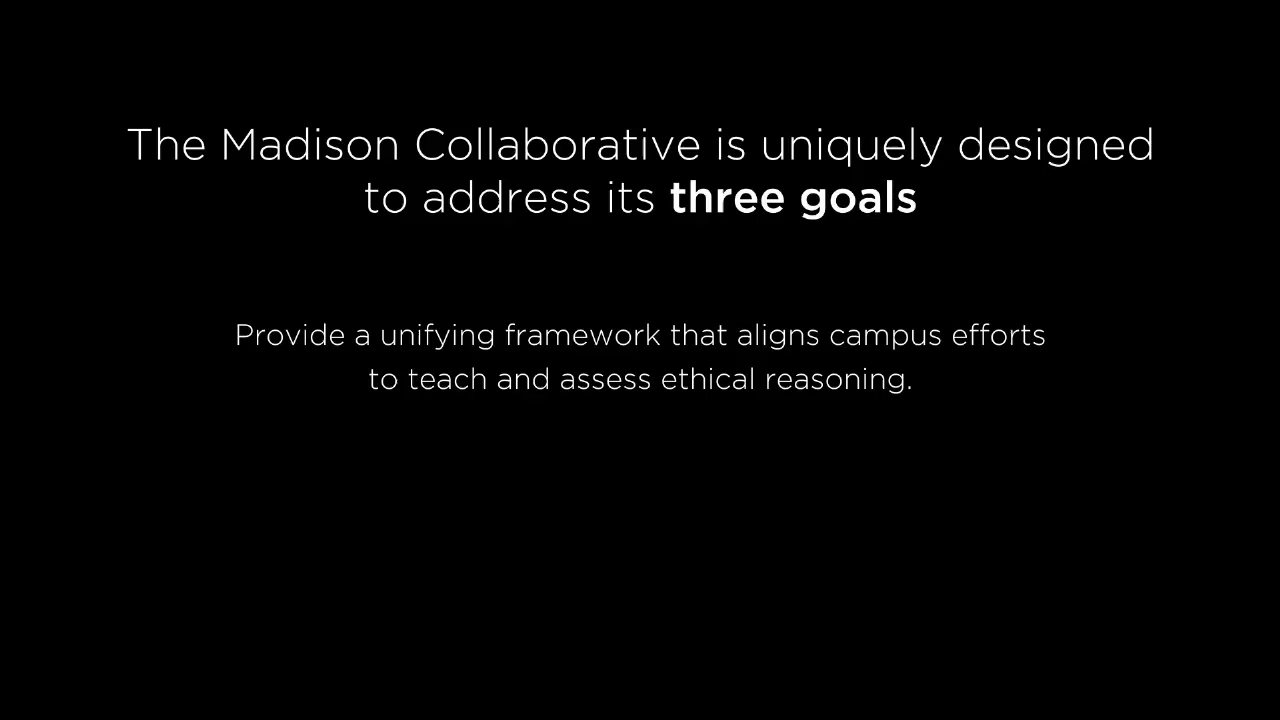 The Madison Collaborative is uniquely designed
to address its three goals
Provide a unifying framework that aligns campus efforts
to teach and assess ethical reasoning.